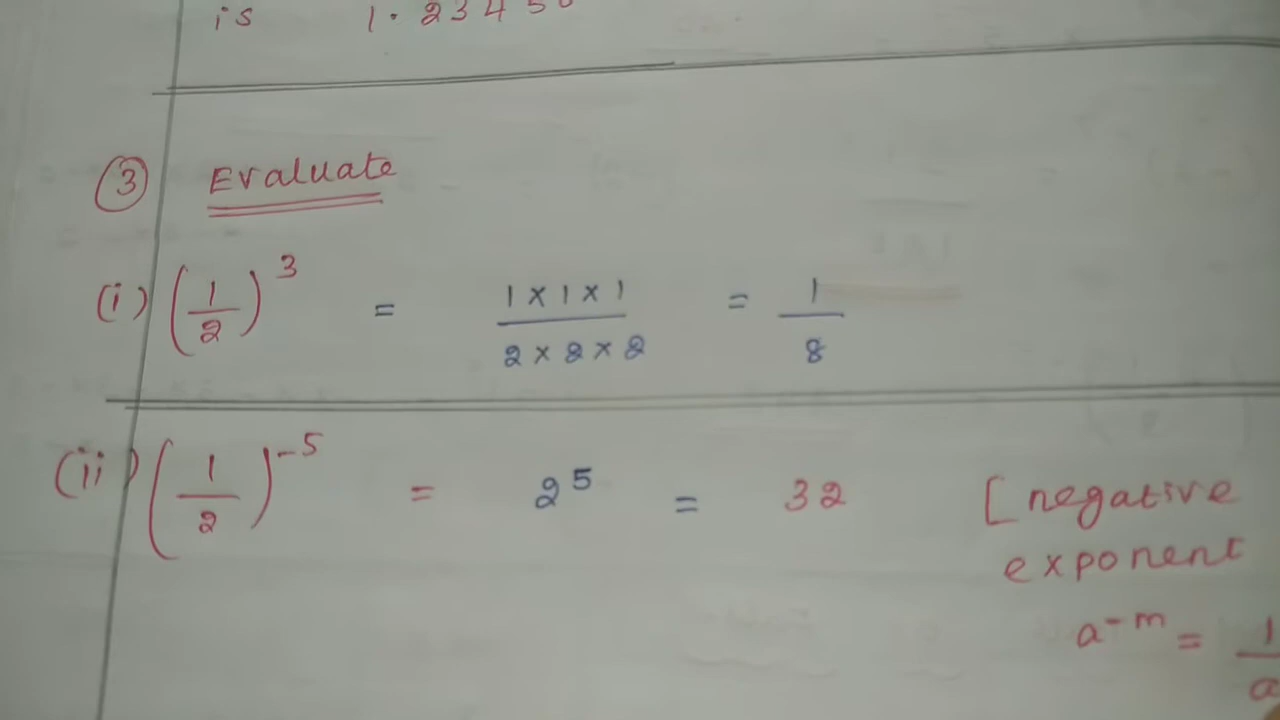 is 1.2345
③ Evaluate
(i) (1/2)^3 = 1×1×1 / 2×2×2 = 1/8
(ii) (1/2)^-5 = 2^5 = 32 [negative
exponent
a^-m = 1/a